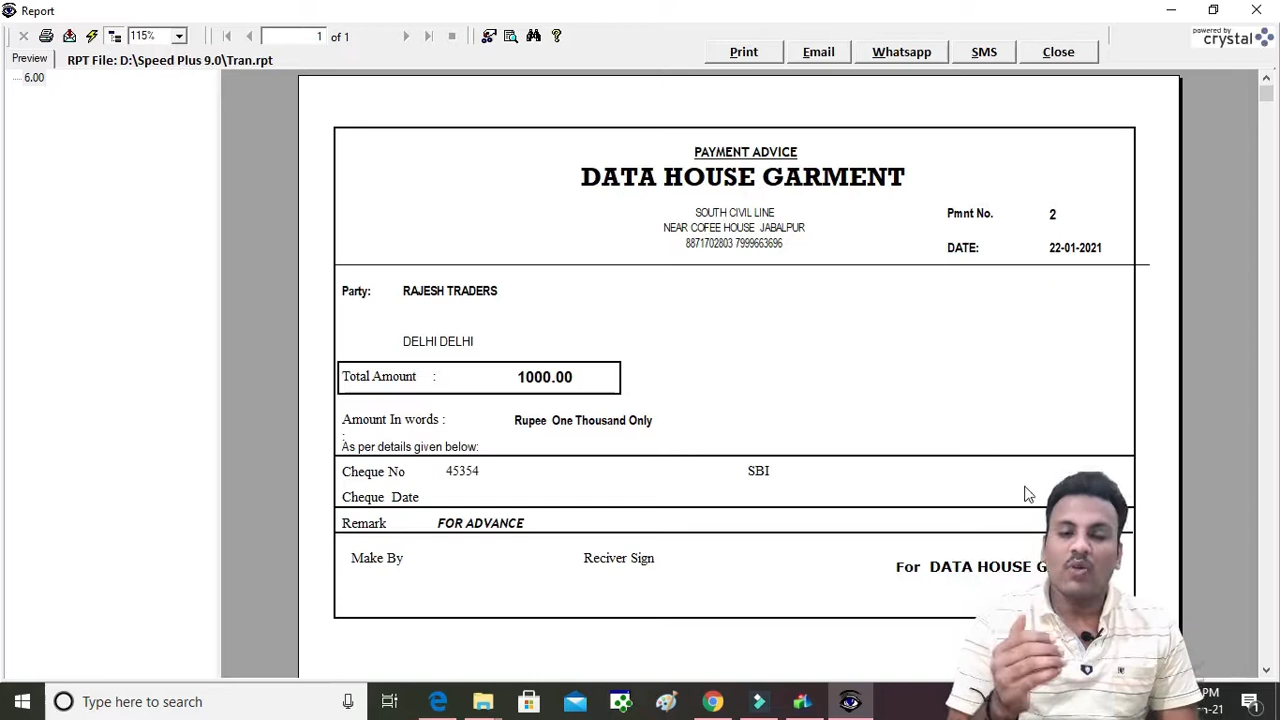 Report
115%
1 of 1
Print Email Whatsapp SMS Close
powered by
crystal
Preview RPT File: D:\Speed Plus 9.0\Tran.rpt
6.00
PAYMENT ADVICE
DATA HOUSE GARMENT
SOUTH CIVIL LINE
NEAR COFEE HOUSE JABALPUR
8871702803 7999663696
Pmnt No. 2
DATE: 22-01-2021
Party: RAJESH TRADERS
DELHI DELHI
Total Amount : 1000.00
Amount In words : Rupee One Thousand Only
:
As per details given below:
Cheque No 45354 SBI
Cheque Date
Remark FOR ADVANCE
Make By Reciver Sign
For DATA HOUSE
Type here to search